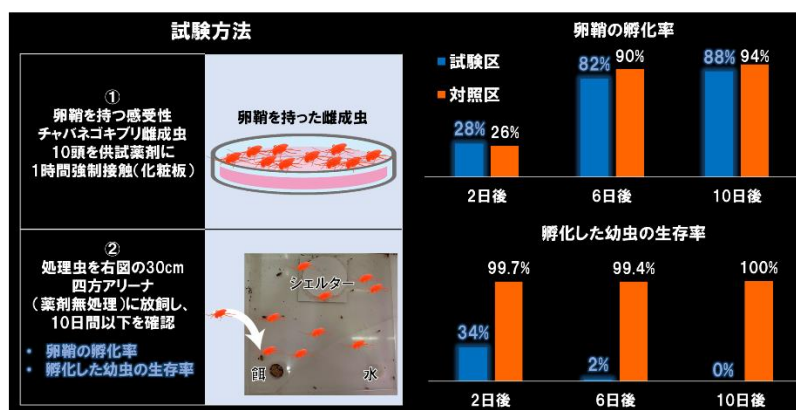 試験方法
①
卵鞘を持つ感受性
チャバネゴキブリ雌成虫
10頭を供試薬剤に
1時間強制接触(化粧板)
卵鞘を持った雌成虫
②
処理虫を右図の30cm
四方アリーナ
(薬剤無処理)に放飼し、
10日間以下を確認
• 卵鞘の孵化率
• 孵化した幼虫の生存率
シェルター
餌
水
卵鞘の孵化率
試験区
対照区
28% 26%
82% 90%
88% 94%
2日後 6日後 10日後
孵化した幼虫の生存率
34% 99.7%
2% 99.4%
0% 100%
2日後 6日後 10日後